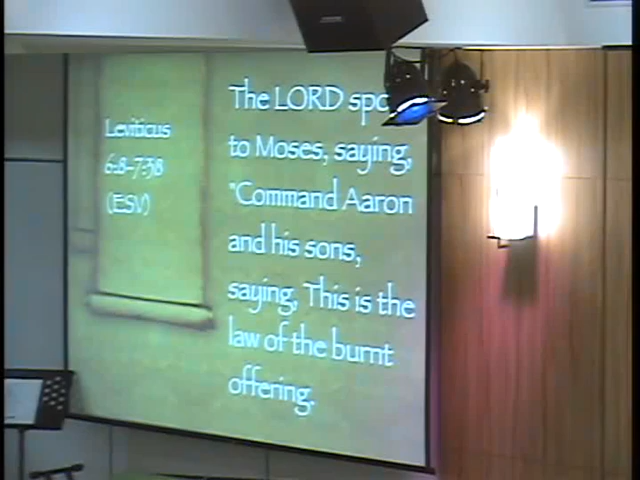 Leviticus
6:8-7:38
(ESV)
The LORD spo
to Moses, saying,
"Command Aaron
and his sons,
saying, This is the
law of the burnt
offering.